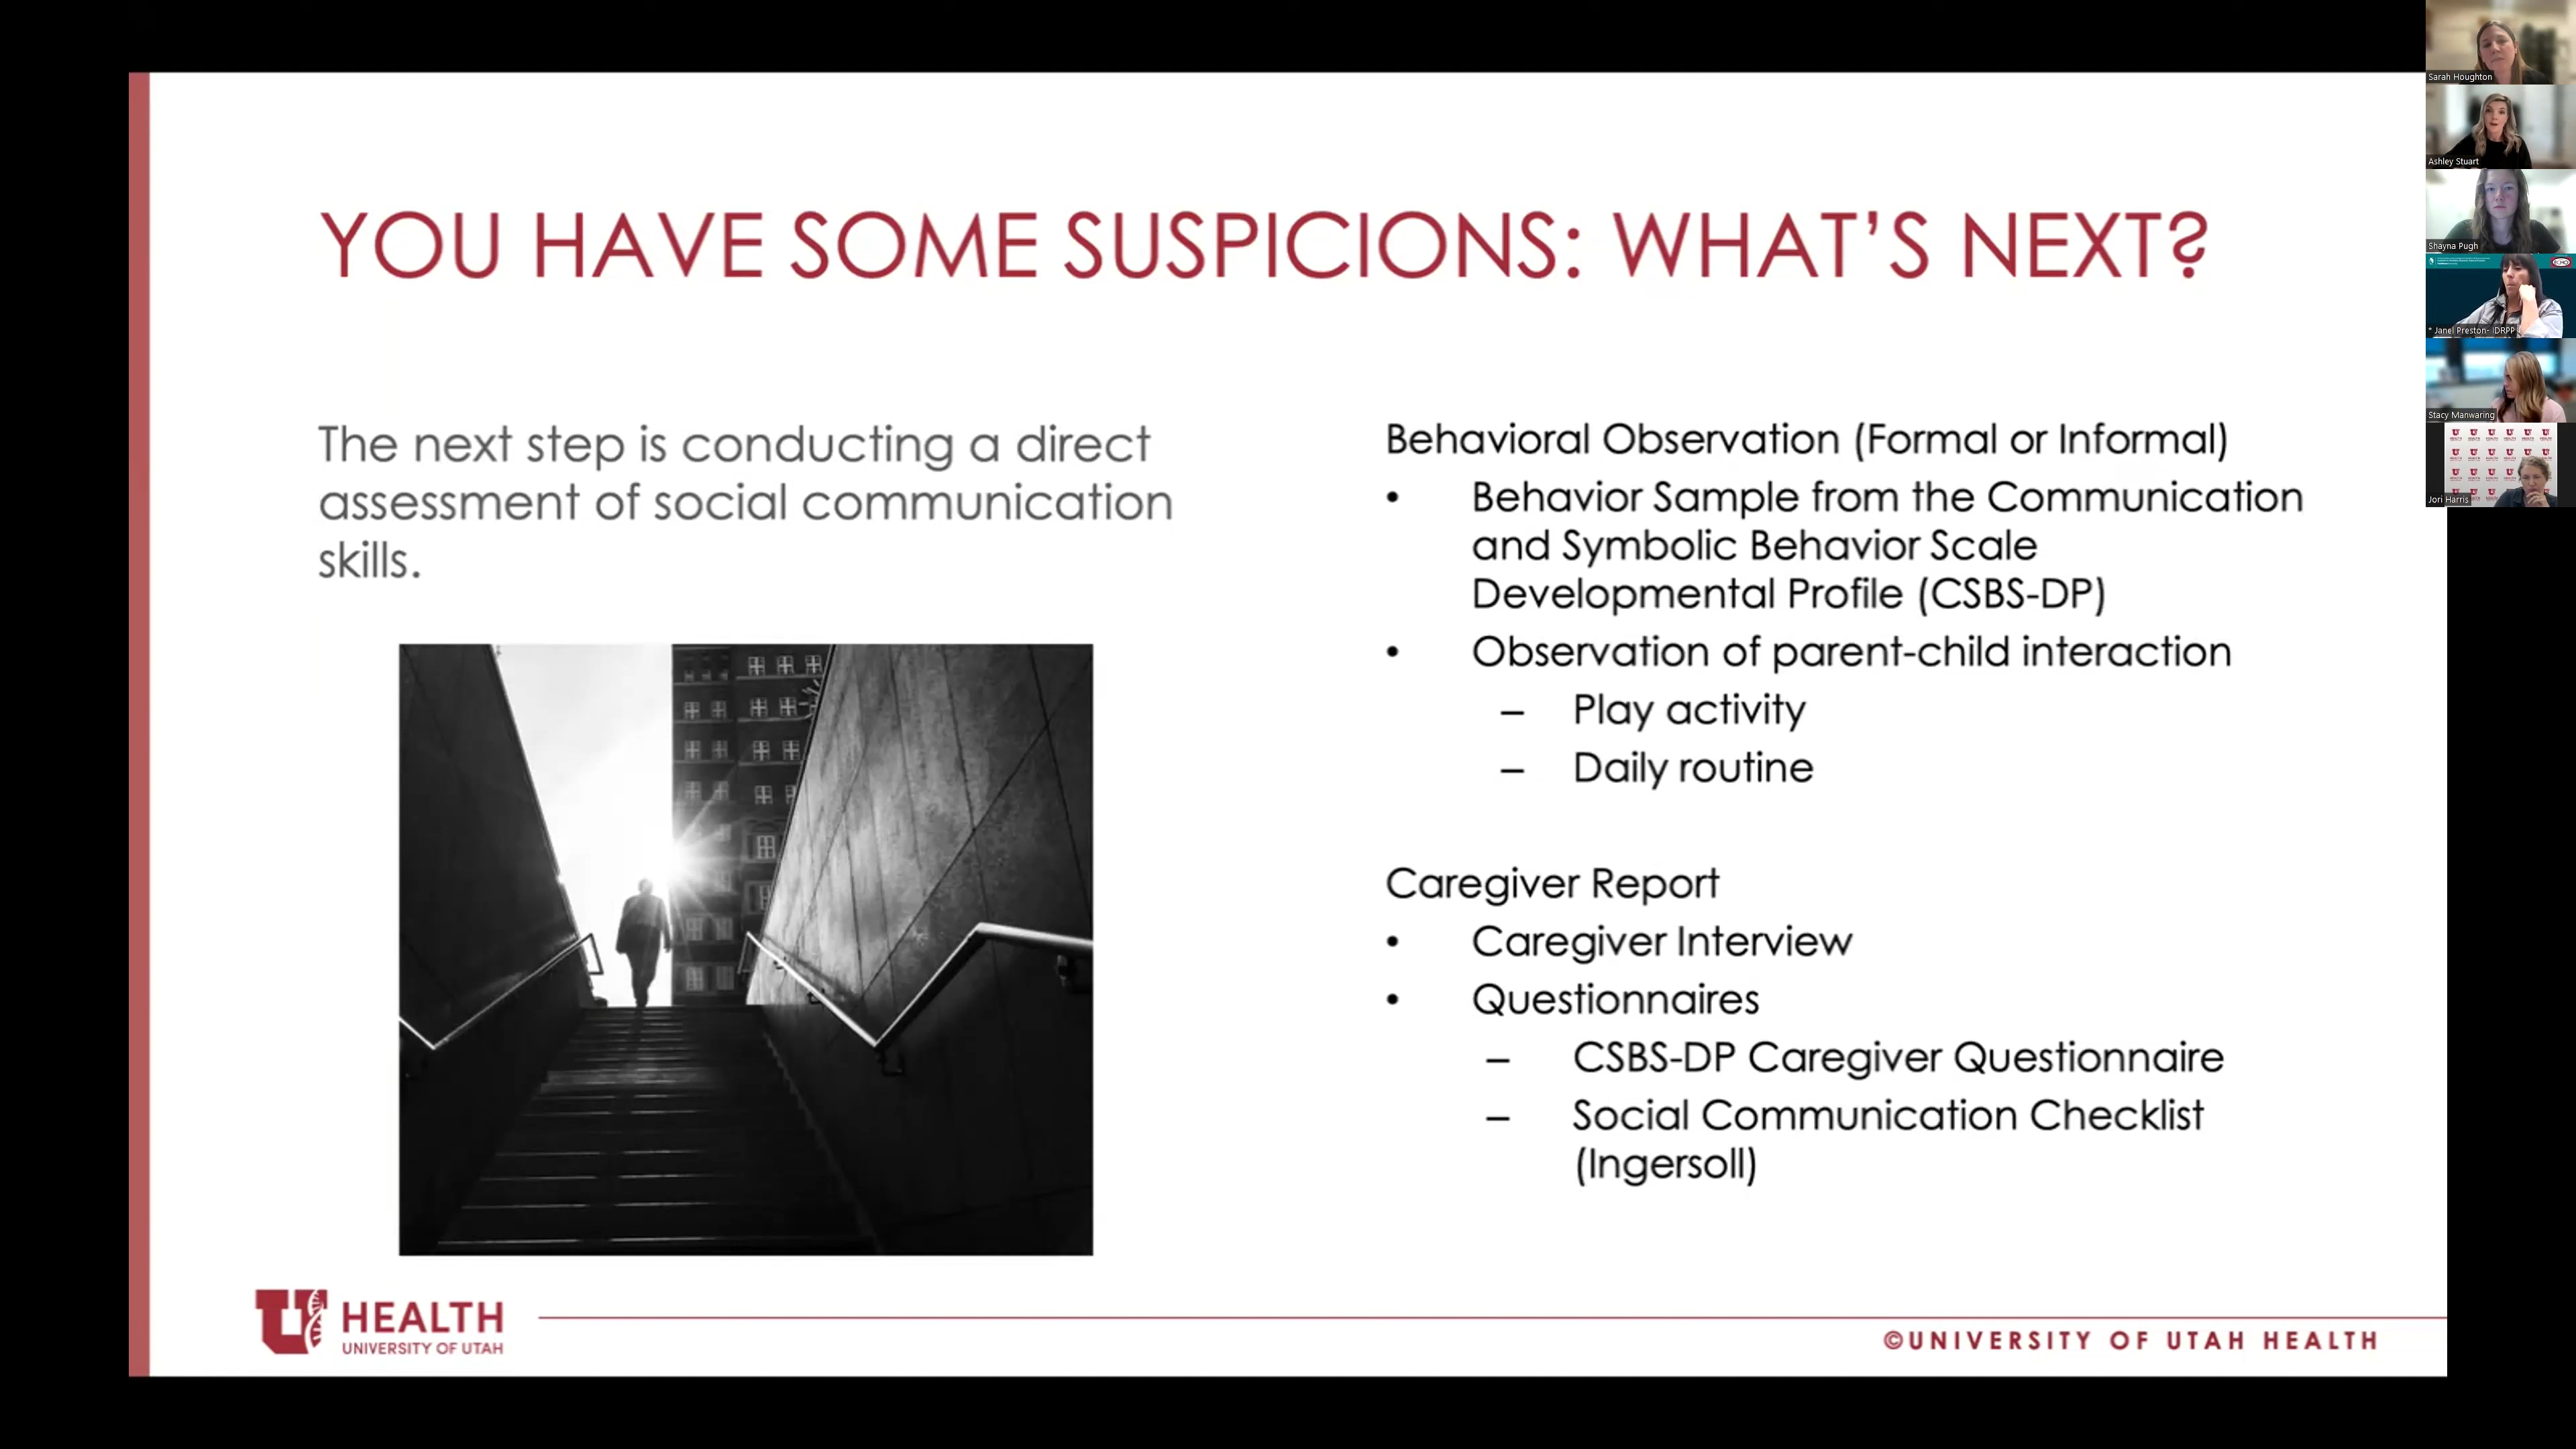 YOU HAVE SOME SUSPICIONS: WHAT'S NEXT?
The next step is conducting a direct
assessment of social communication
skills.
Behavioral Observation (Formal or Informal)
• Behavior Sample from the Communication
and Symbolic Behavior Scale
Developmental Profile (CSBS-DP)
• Observation of parent-child interaction
– Play activity
– Daily routine
Caregiver Report
• Caregiver Interview
• Questionnaires
– CSBS-DP Caregiver Questionnaire
– Social Communication Checklist
(Ingersoll)
U HEALTH
UNIVERSITY OF UTAH
©UNIVERSITY OF UTAH HEALTH
Sarah Houghton
Ashley Stuart
Shayna Pugh
* Janel Preston- IDRPP
Stacy Manwaring
Jori Harris